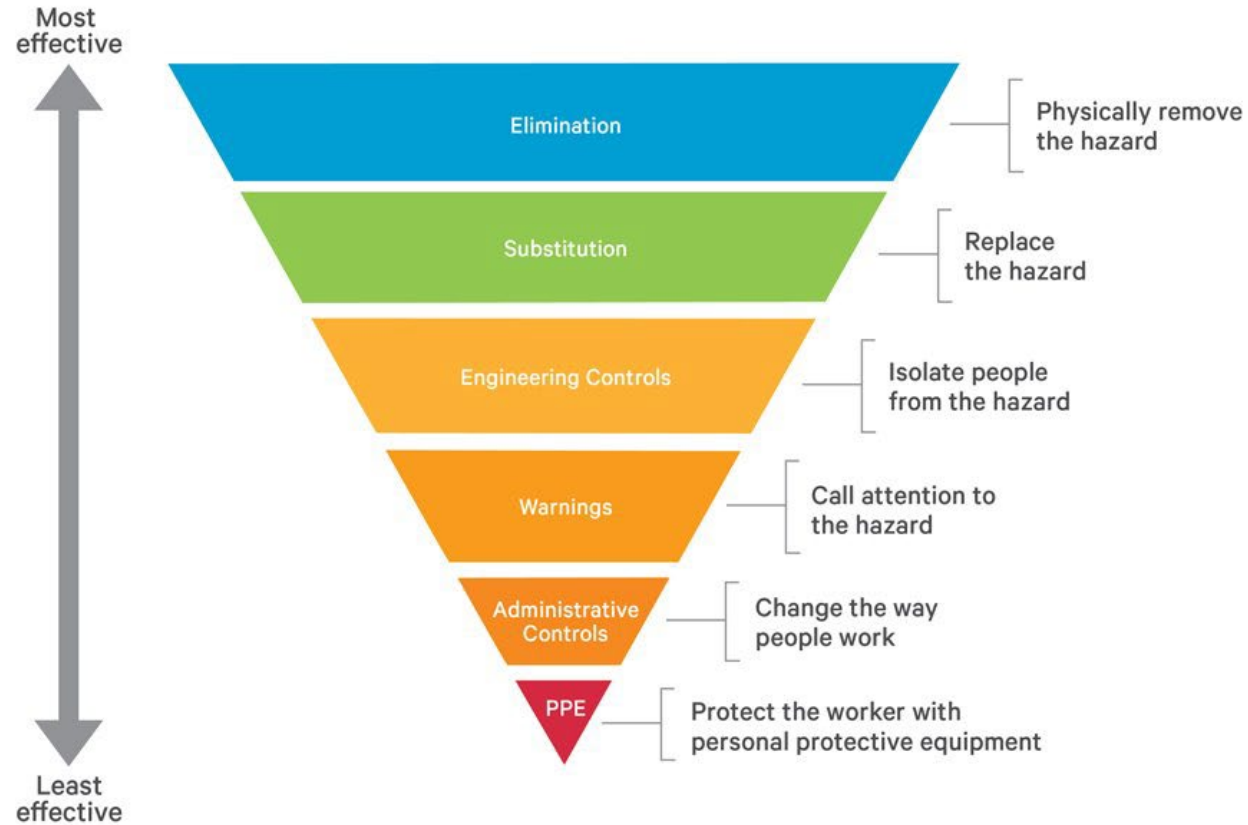 Most
effective
Elimination
Physically remove
the hazard
Substitution
Replace
the hazard
Engineering Controls
Isolate people
from the hazard
Warnings
Call attention to
the hazard
Administrative
Controls
Change the way
people work
PPE
Protect the worker with
personal protective equipment
Least
effective